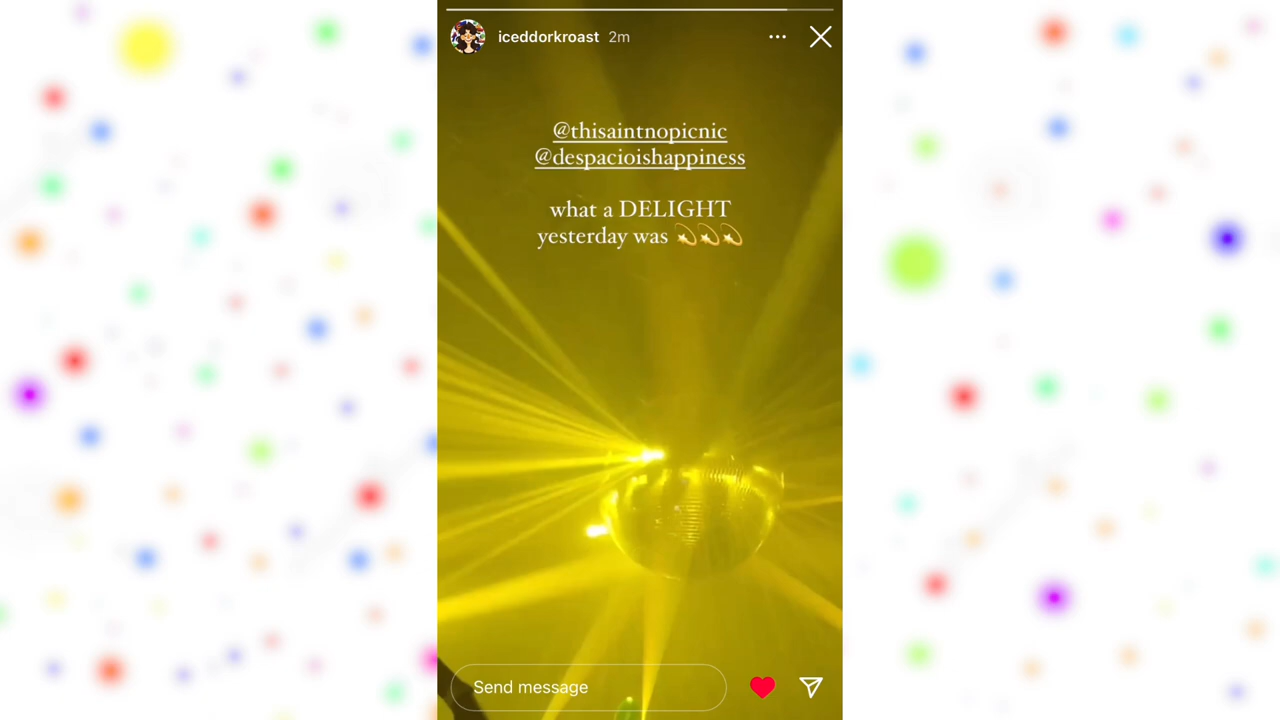 iceddorkroast 2m
@thisaintnopicnic
@despacioishappiness
what a DELIGHT
yesterday was 💫💫💫
Send message